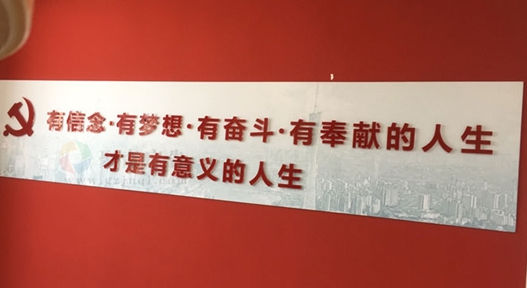 有信念·有梦想·有奋斗·有奉献的人生
才是有意义的人生